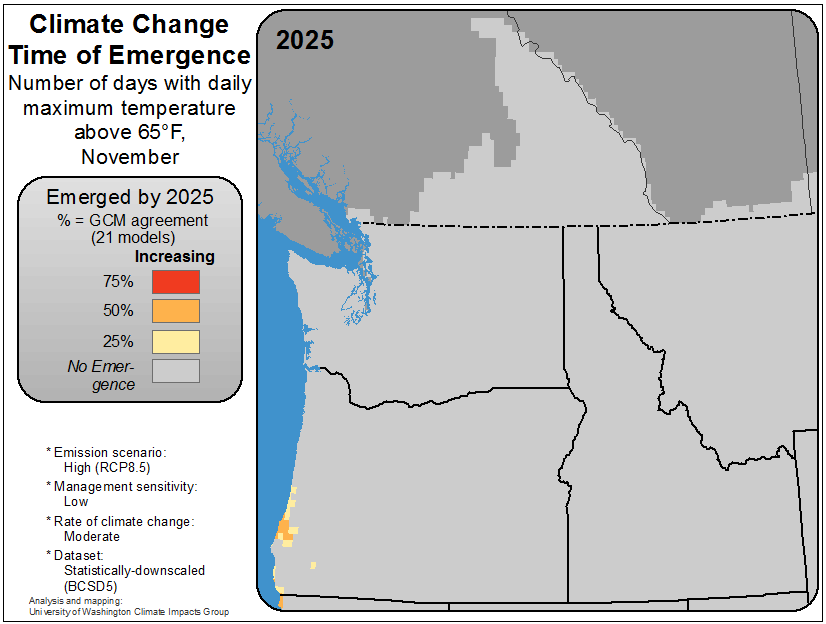 Climate Change
Time of Emergence
Number of days with daily
maximum temperature
above 65°F,
November
Emerged by 2025
% = GCM agreement
(21 models)
Increasing
75%
50%
25%
No Emer-
gence
* Emission scenario:
High (RCP8.5)
* Management sensitivity:
Low
* Rate of climate change:
Moderate
* Dataset:
Statistically-downscaled
(BCSD5)
Analysis and mapping:
University of Washington Climate Impacts Group
2025